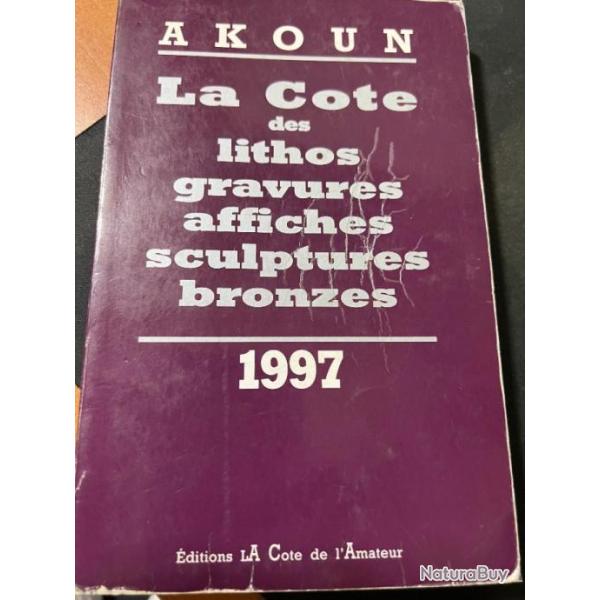 AKOUN
La Cote
des
lithos
gravures
affiches
sculptures
bronzes
1997
Éditions LA Cote de l'Amateur
NaturaBuy